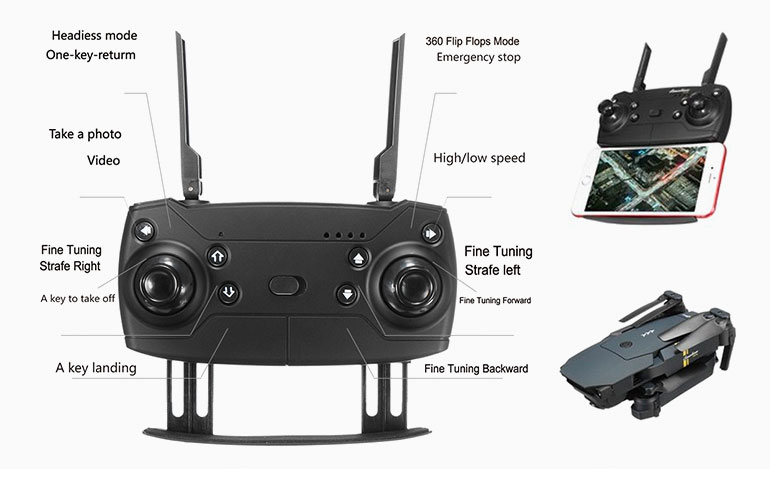 Headiess mode
One-key-returm
Take a photo
Video
Fine Tuning
Strafe Right
A key to take off
A key landing
360 Flip Flops Mode
Emergency stop
High/low speed
Fine Tuning
Strafe left
Fine Tuning Forward
Fine Tuning Backward